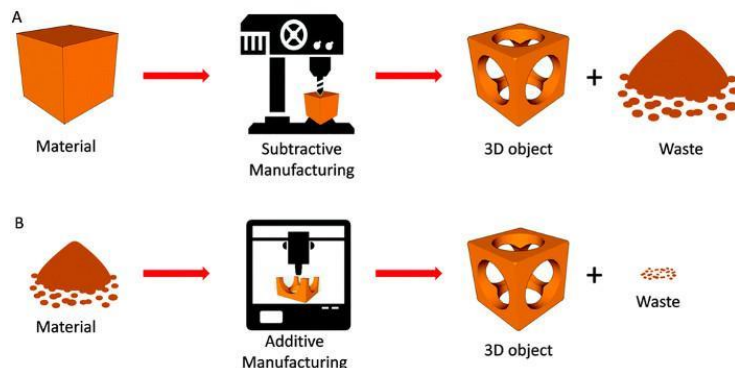 A
Material
Subtractive
Manufacturing
3D object
+
Waste
B
Material
Additive
Manufacturing
3D object
+
Waste